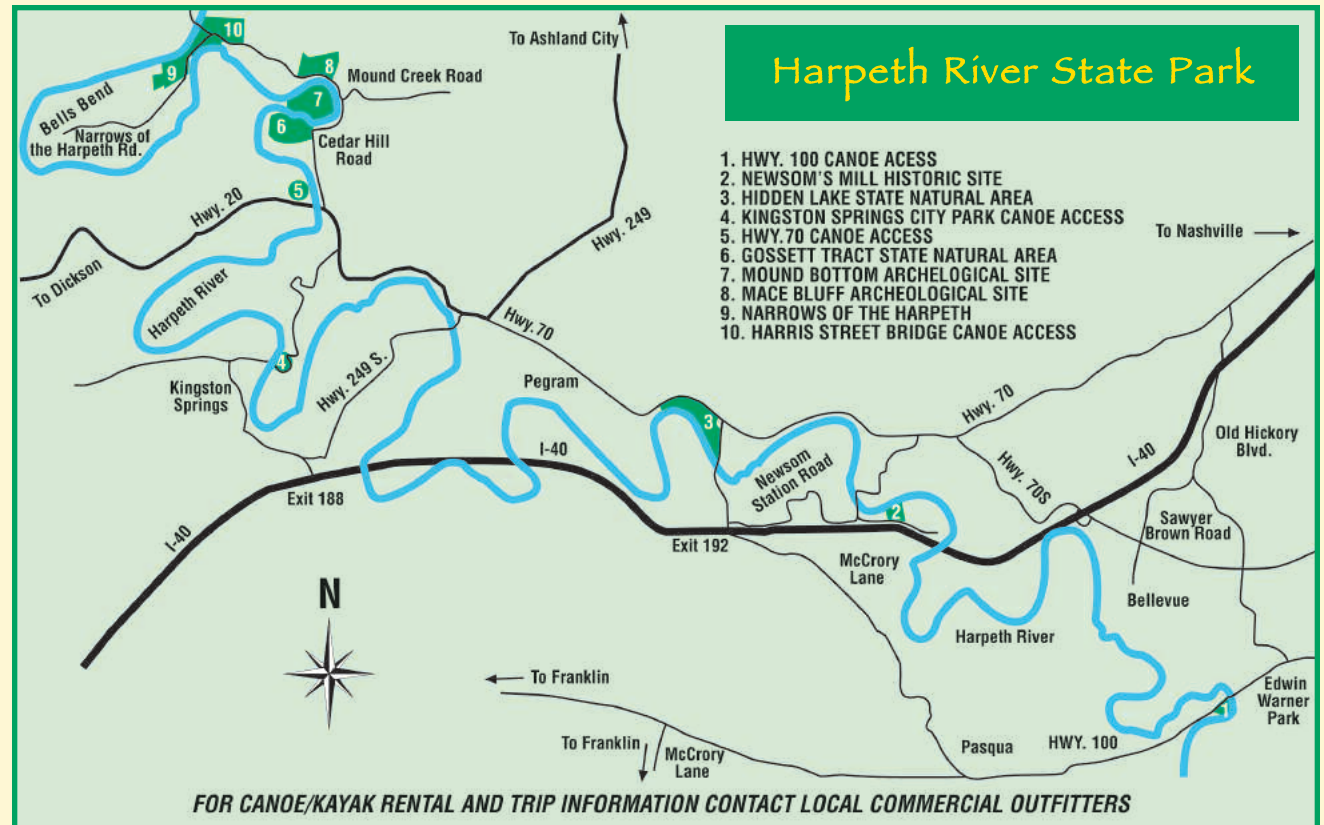 Harpeth River State Park
To Ashland City
10
8
9
Mound Creek Road
7
Bells Bend
6
Narrows of
the Harpeth Rd.
Cedar Hill
Road
5
Hwy. 20
Hwy. 249
To Dickson
Harpeth River
1. HWY. 100 CANOE ACESS
2. NEWSOM'S MILL HISTORIC SITE
3. HIDDEN LAKE STATE NATURAL AREA
4. KINGSTON SPRINGS CITY PARK CANOE ACCESS
5. HWY.70 CANOE ACCESS
6. GOSSETT TRACT STATE NATURAL AREA
7. MOUND BOTTOM ARCHELOGICAL SITE
8. MACE BLUFF ARCHEOLOGICAL SITE
9. NARROWS OF THE HARPETH
10. HARRIS STREET BRIDGE CANOE ACCESS
To Nashville
Hwy. 70
4
Kingston
Springs
Hwy. 249 S.
Pegram
3
Hwy. 70
I-40
Newsom
Station Road
Hwy. 70S
I-40
Old Hickory
Blvd.
Exit 188
2
I-40
Exit 192
Sawyer
Brown Road
McCrory
Lane
Bellevue
N
Harpeth River
To Franklin
1
Edwin
Warner
Park
To Franklin
McCrory
Lane
Pasqua
HWY. 100
FOR CANOE/KAYAK RENTAL AND TRIP INFORMATION CONTACT LOCAL COMMERCIAL OUTFITTERS